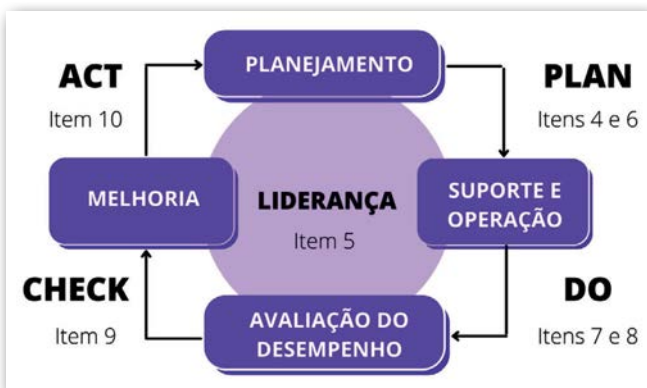 ACT
Item 10
PLANEJAMENTO
PLAN
Itens 4 e 6
MELHORIA
LIDERANÇA
Item 5
SUPORTE E
OPERAÇÃO
CHECK
Item 9
AVALIAÇÃO DO
DESEMPENHO
DO
Itens 7 e 8